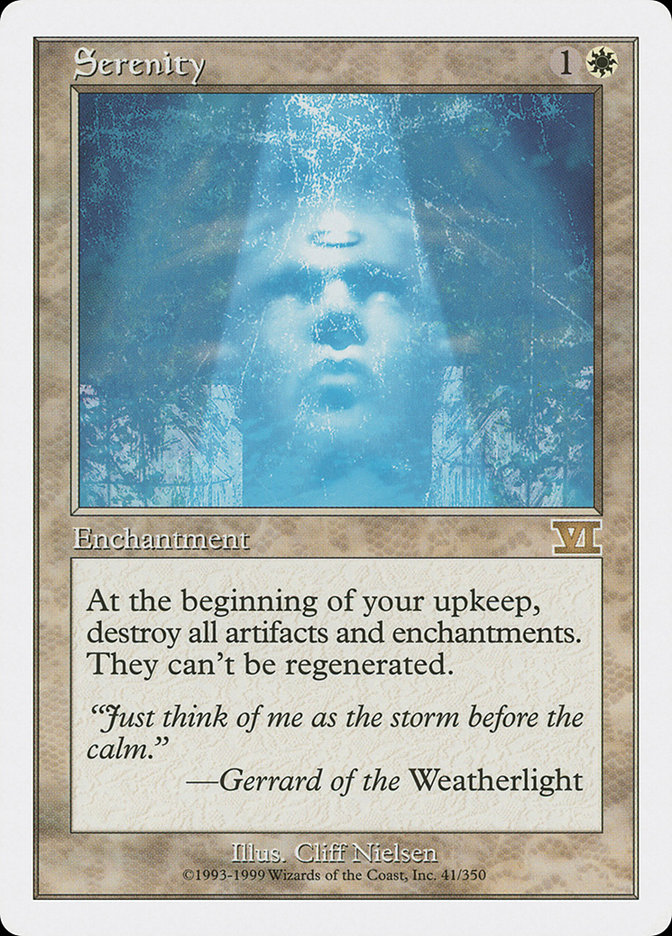 Serenity 1
Enchantment VI
At the beginning of your upkeep,
destroy all artifacts and enchantments.
They can't be regenerated.
“Just think of me as the storm before the
calm.”
—Gerrard of the Weatherlight
Illus. Cliff Nielsen
©1993-1999 Wizards of the Coast, Inc. 41/350